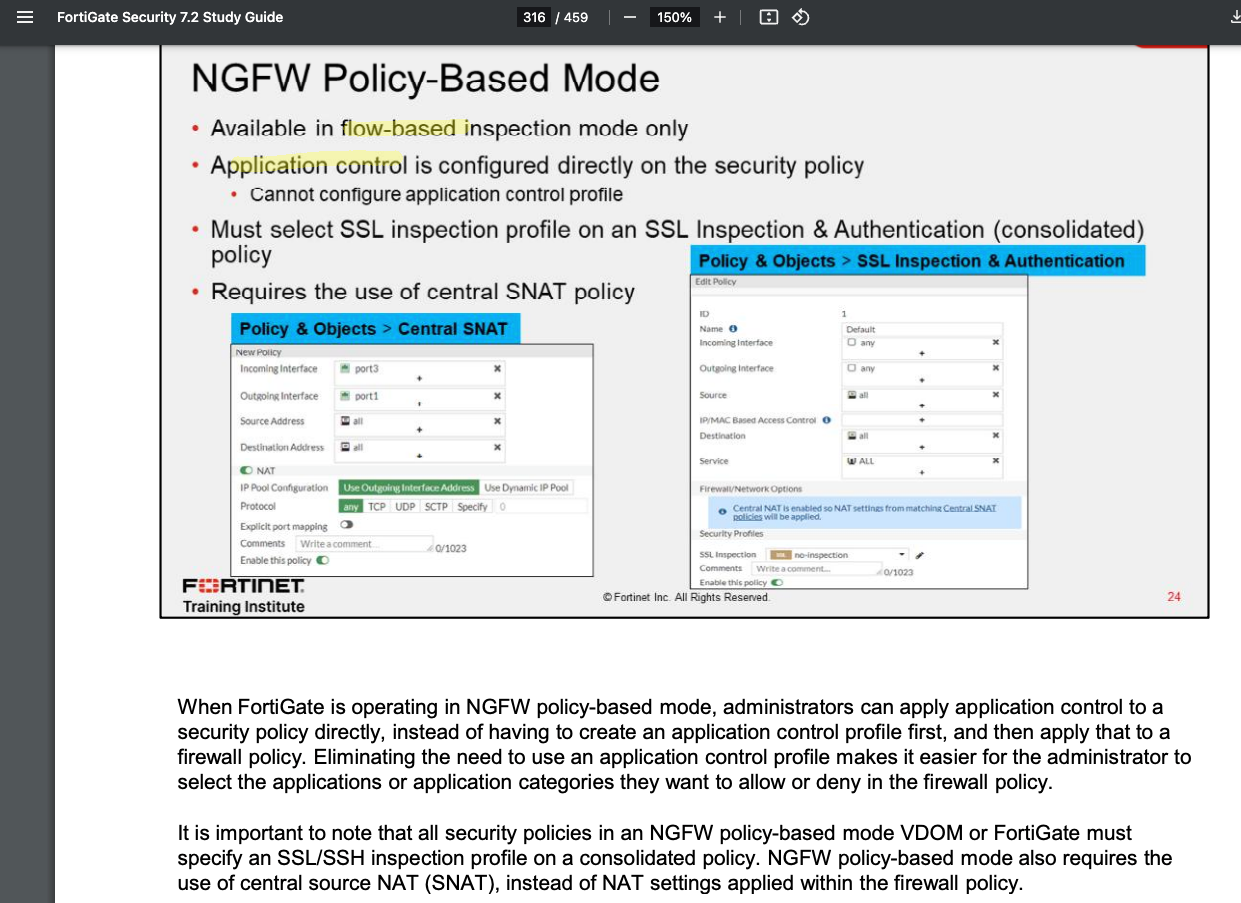 FortiGate Security 7.2 Study Guide
316 / 459
150%
NGFW Policy-Based Mode
• Available in flow-based inspection mode only
• Application control is configured directly on the security policy
• Cannot configure application control profile
• Must select SSL inspection profile on an SSL Inspection & Authentication (consolidated)
policy
• Requires the use of central SNAT policy
Policy & Objects > Central SNAT
New Policy
Incoming Interface port3
Outgoing Interface port1
Source Address all
Destination Address all
NAT
IP Pool Configuration Use Outgoing Interface Address Use Dynamic IP Pool
Protocol any TCP UDP SCTP Specify 0
Explicit port mapping
Comments Write a comment... 0/1023
Enable this policy
Policy & Objects > SSL Inspection & Authentication
Edit Policy
ID 1
Name Default
Incoming Interface any
Outgoing Interface any
Source all
IP/MAC Based Access Control
Destination all
Service ALL
Firewall/Network Options
Central NAT is enabled so NAT settings from matching Central SNAT
policies will be applied.
Security Profiles
SSL Inspection SSL no-inspection
Comments Write a comment... 0/1023
Enable this policy
FORTINET
Training Institute
© Fortinet Inc. All Rights Reserved.
24
When FortiGate is operating in NGFW policy-based mode, administrators can apply application control to a
security policy directly, instead of having to create an application control profile first, and then apply that to a
firewall policy. Eliminating the need to use an application control profile makes it easier for the administrator to
select the applications or application categories they want to allow or deny in the firewall policy.
It is important to note that all security policies in an NGFW policy-based mode VDOM or FortiGate must
specify an SSL/SSH inspection profile on a consolidated policy. NGFW policy-based mode also requires the
use of central source NAT (SNAT), instead of NAT settings applied within the firewall policy.